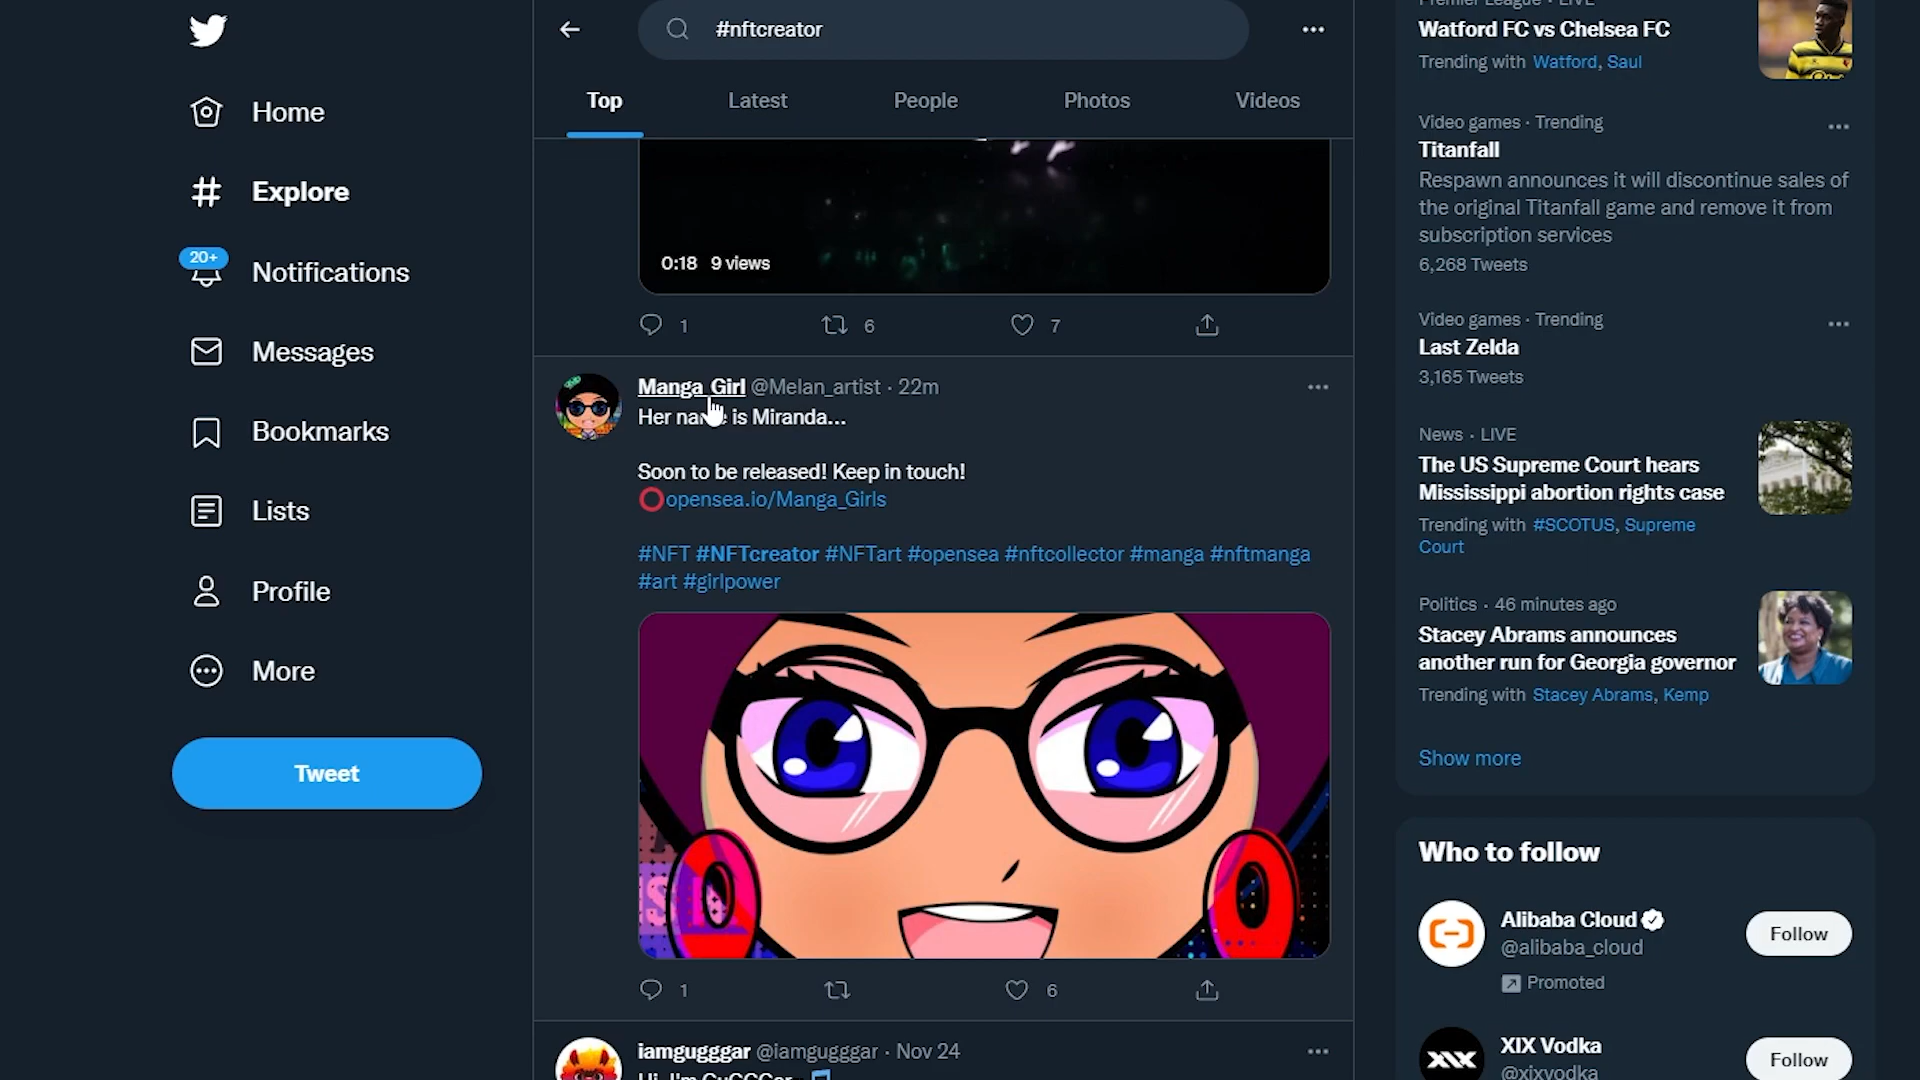 Home
Explore
20+
Notifications
Messages
Bookmarks
Lists
Profile
More
Tweet
#nftcreator
Top
Latest
People
Photos
Videos
0:18 9 views
1
6
7
Manga_Girl @Melan_artist · 22m
Her name is Miranda...
Soon to be released! Keep in touch!
opensea.io/Manga_Girls
#NFT #NFTcreator #NFTart #opensea #nftcollector #manga #nftmanga
#art #girlpower
1
6
iamgugggar @iamgugggar · Nov 24
Premier League · LIVE
Watford FC vs Chelsea FC
Trending with Watford, Saul
Video games · Trending
Titanfall
Respawn announces it will discontinue sales of
the original Titanfall game and remove it from
subscription services
6,268 Tweets
Video games · Trending
Last Zelda
3,165 Tweets
News · LIVE
The US Supreme Court hears
Mississippi abortion rights case
Trending with #SCOTUS, Supreme
Court
Politics · 46 minutes ago
Stacey Abrams announces
another run for Georgia governor
Trending with Stacey Abrams, Kemp
Show more
Who to follow
Alibaba Cloud
@alibaba_cloud
Follow
Promoted
XIX Vodka
@xixvodka
Follow